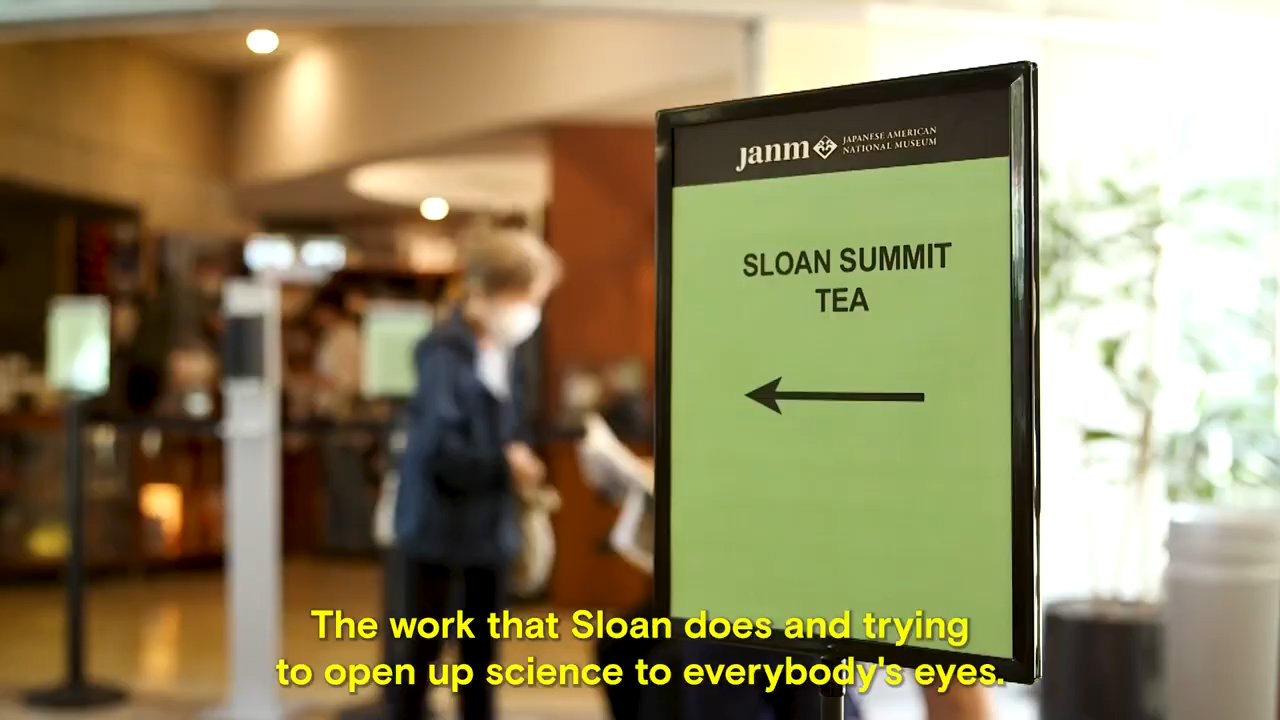 janm JAPANESE AMERICAN
NATIONAL MUSEUM
SLOAN SUMMIT
TEA
The work that Sloan does and trying
to open up science to everybody's eyes.